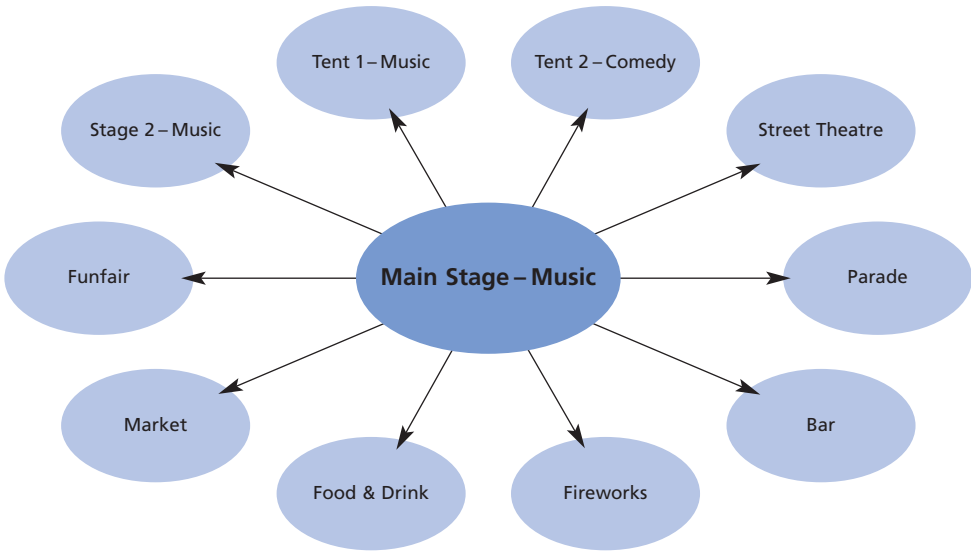 Tent 1 – Music
Tent 2 – Comedy
Stage 2 – Music
Street Theatre
Funfair
Main Stage – Music
Parade
Market
Bar
Food & Drink
Fireworks